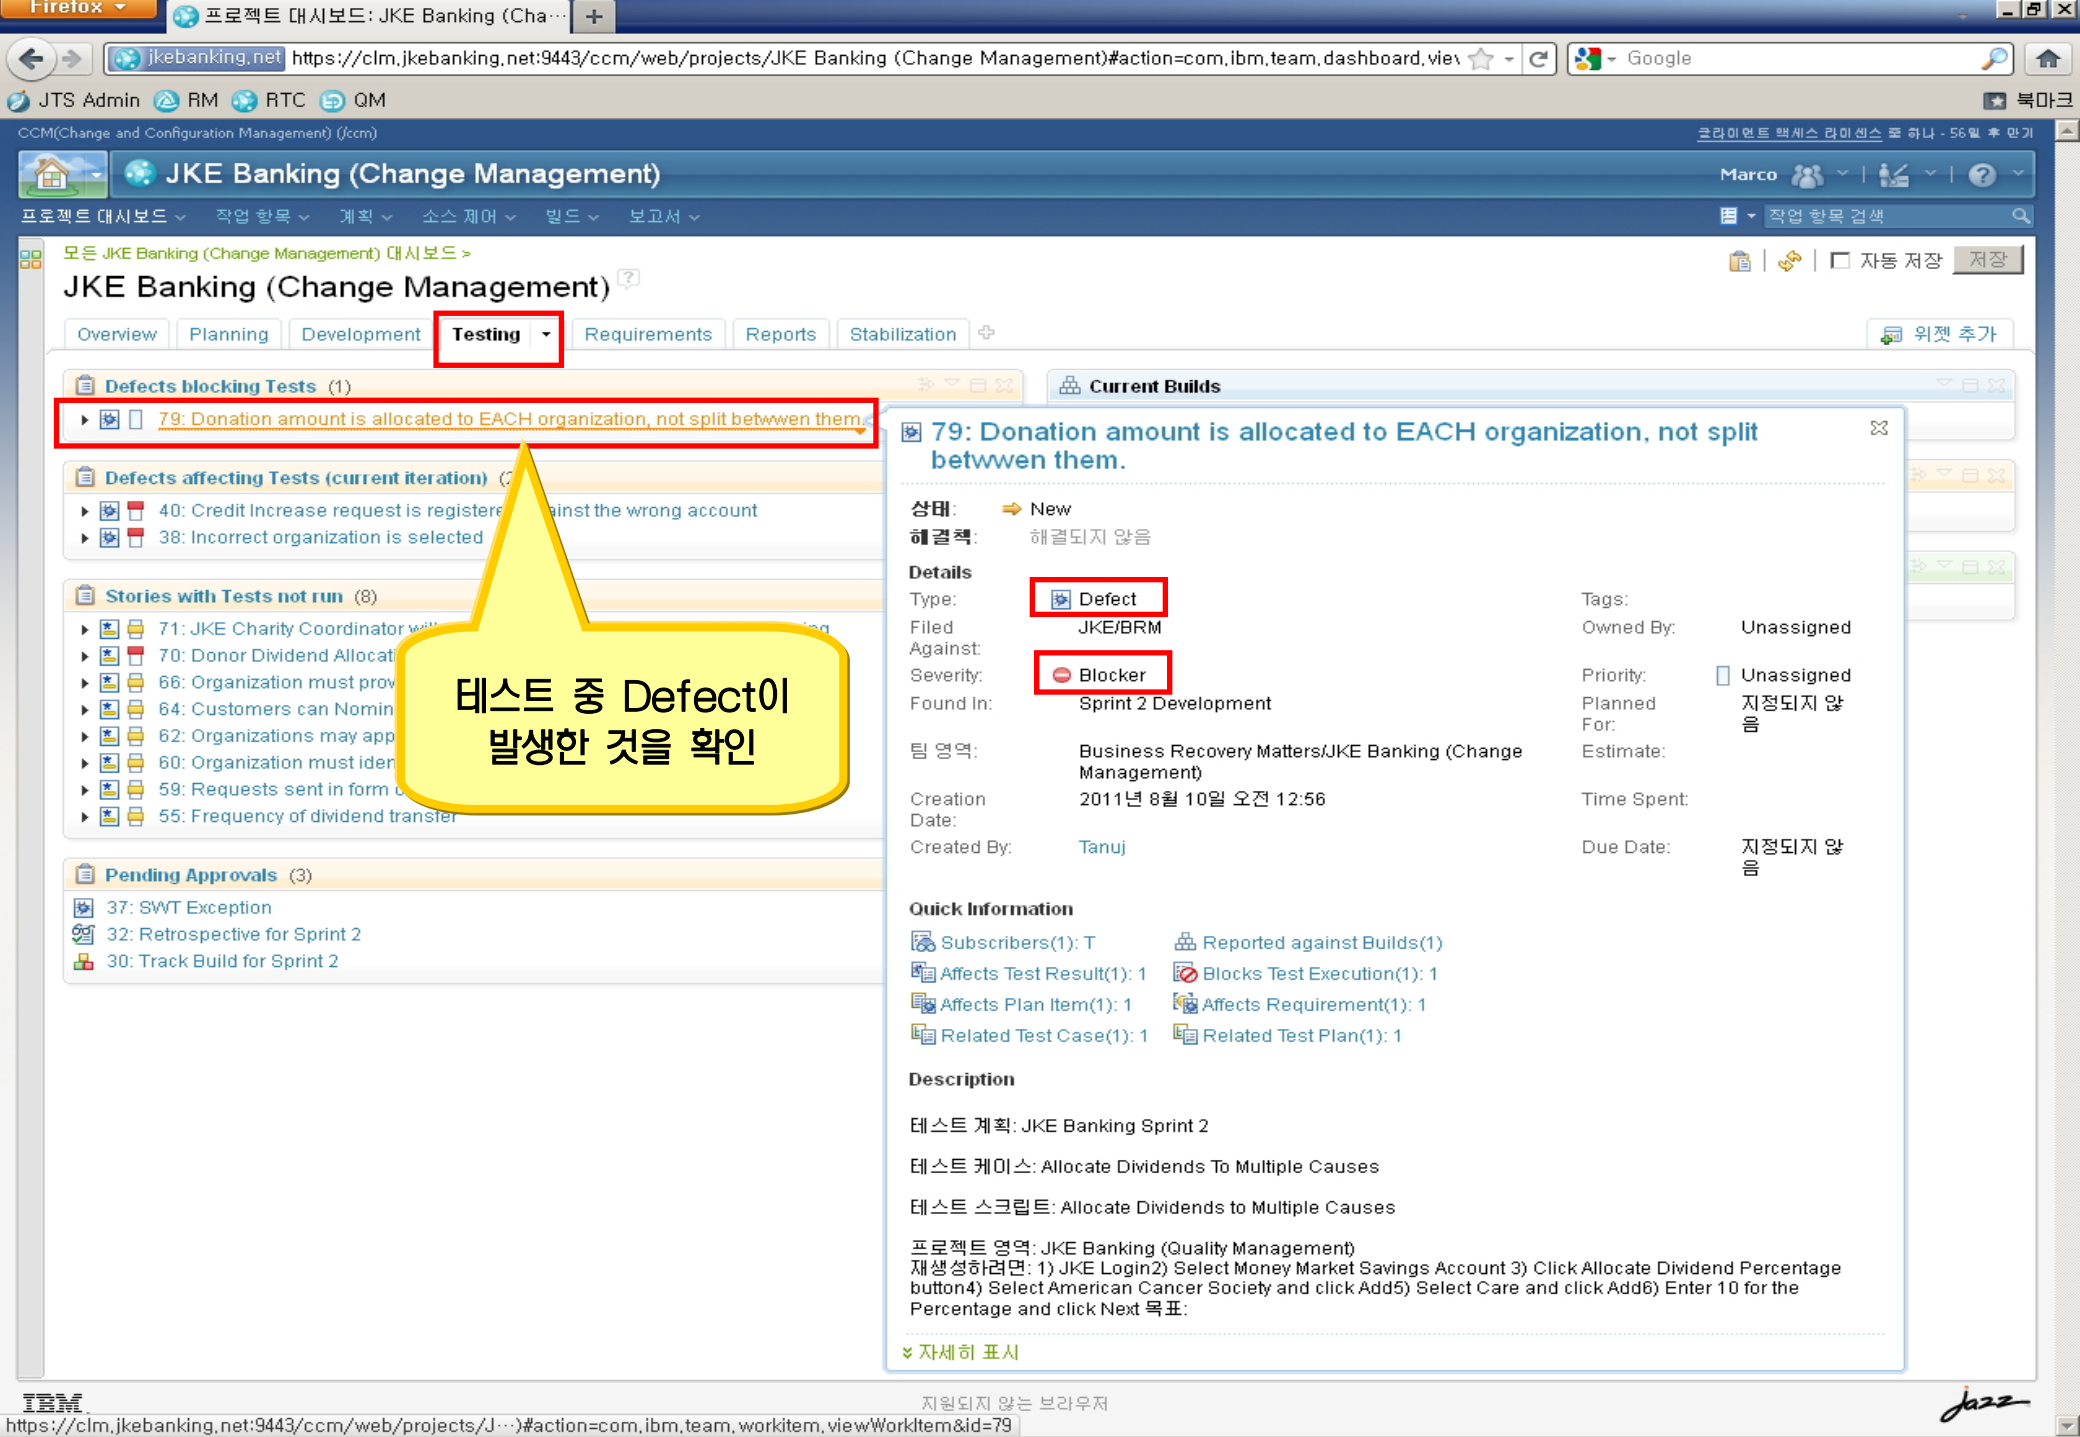 Firefox
프로젝트 대시보드: JKE Banking (Cha…
jkebanking.net https://clm.jkebanking.net:9443/ccm/web/projects/JKE Banking (Change Management)#action=com.ibm.team.dashboard.viev
Google
JTS Admin RM RTC QM
북마크
CCM(Change and Configuration Management) (/ccm)
클라이언트 액세스 라이센스 중 하나 - 56일 후 만기
JKE Banking (Change Management)
Marco
프로젝트 대시보드 작업 항목 계획 소스 제어 빌드 보고서
작업 항목 검색
모든 JKE Banking (Change Management) 대시보드 >
JKE Banking (Change Management)
자동 저장 저장
Overview Planning Development Testing Requirements Reports Stabilization
위젯 추가
Defects blocking Tests (1)
79: Donation amount is allocated to EACH organization, not split betwwen them.
Defects affecting Tests (current iteration)
40: Credit Increase request is the wrong account
38: Incorrect organization is selected
Stories with Tests not run (8)
71: JKE Charity Coordinator
70: Donor Dividend
66: Organization must
64: Customers can
62: Organizations may
60: Organization must
59: Requests sent in form
55: Frequency of dividend transfer
테스트 중 Defect이
발생한 것을 확인
Pending Approvals (3)
37: SWT Exception
32: Retrospective for Sprint 2
30: Track Build for Sprint 2
Current Builds
79: Donation amount is allocated to EACH organization, not split
betwwen them.
상태: New
해결책: 해결되지 않음
Details
Type: Defect
Tags:
Filed Against: JKE/BRM
Owned By: Unassigned
Severity: Blocker
Priority: Unassigned
Found In: Sprint 2 Development
Planned For: 지정되지 않음
팀 영역: Business Recovery Matters/JKE Banking (Change Management)
Estimate:
Creation Date: 2011년 8월 10일 오전 12:56
Time Spent:
Created By: Tanuj
Due Date: 지정되지 않음
Quick Information
Subscribers(1): T Reported against Builds(1)
Affects Test Result(1): 1 Blocks Test Execution(1): 1
Affects Plan Item(1): 1 Affects Requirement(1): 1
Related Test Case(1): 1 Related Test Plan(1): 1
Description
테스트 계획: JKE Banking Sprint 2
테스트 케이스: Allocate Dividends To Multiple Causes
테스트 스크립트: Allocate Dividends to Multiple Causes
프로젝트 영역: JKE Banking (Quality Management)
재생성하려면: 1) JKE Login2) Select Money Market Savings Account 3) Click Allocate Dividend Percentage
button4) Select American Cancer Society and click Add5) Select Care and click Add6) Enter 10 for the
Percentage and click Next 목표:
자세히 표시
IBM.
지원되지 않는 브라우저
jazz
https://clm.jkebanking.net:9443/ccm/web/projects/J…)#action=com.ibm.team.workitem.viewWorkItem&id=79